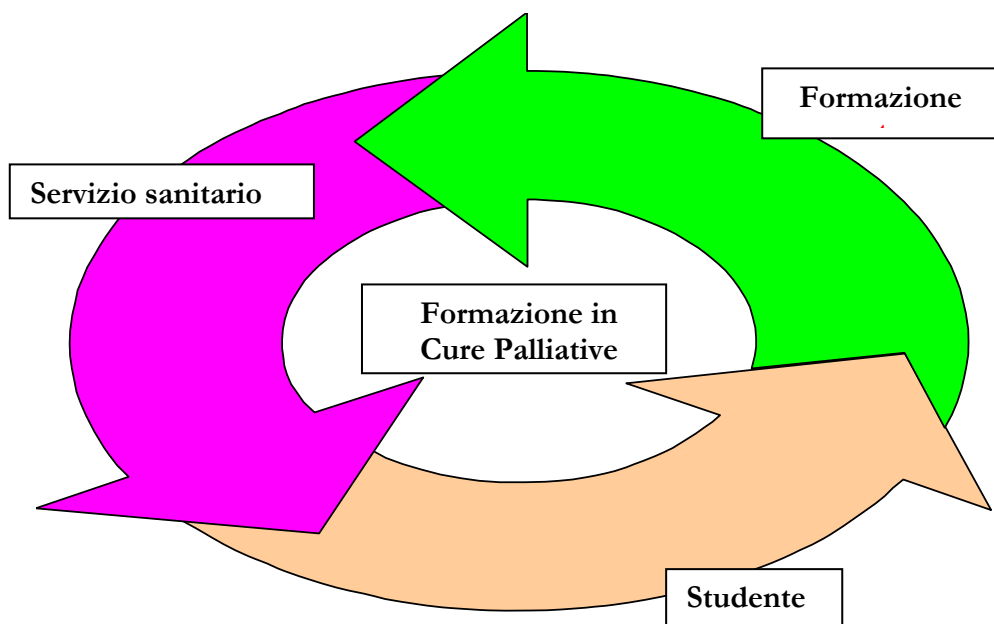 Formazione
Servizio sanitario
Formazione in
Cure Palliative
Studente